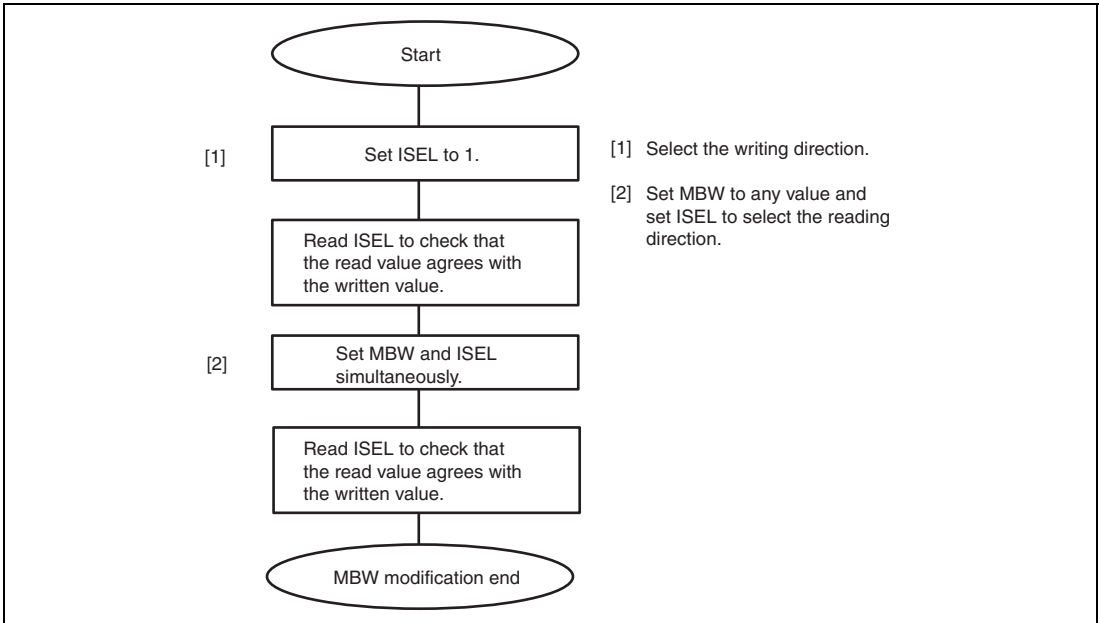 Start
[1]
Set ISEL to 1.
[1] Select the writing direction.
[2] Set MBW to any value and
set ISEL to select the reading
direction.
Read ISEL to check that
the read value agrees with
the written value.
[2]
Set MBW and ISEL
simultaneously.
Read ISEL to check that
the read value agrees with
the written value.
MBW modification end